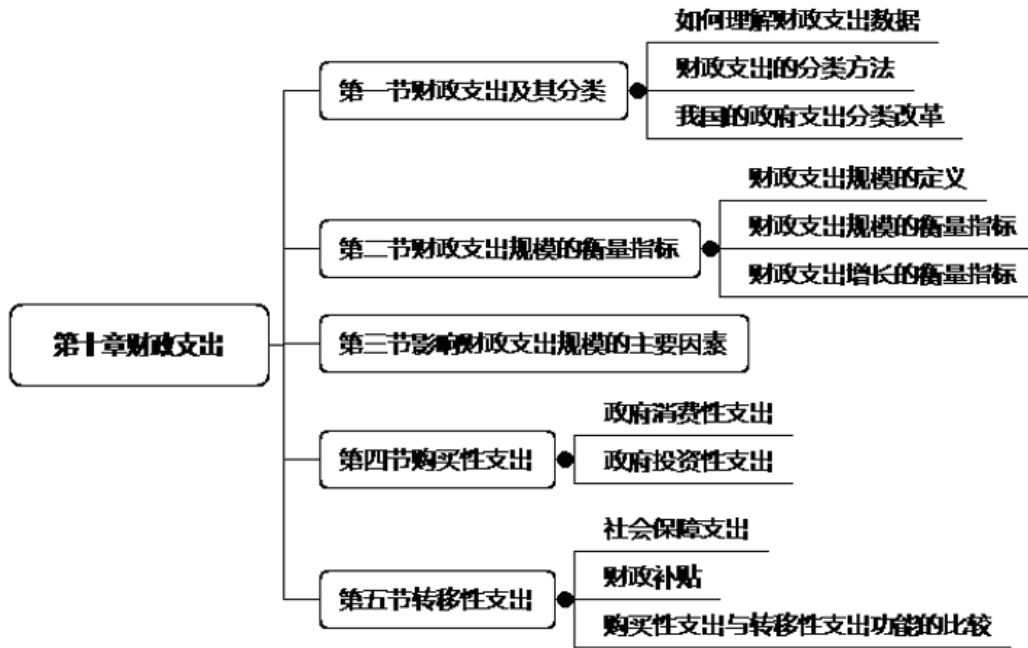 第十章财政支出
第一节财政支出及其分类
如何理解财政支出数据
财政支出的分类方法
我国的政府支出分类改革
第二节财政支出规模的衡量指标
财政支出规模的定义
财政支出规模的衡量指标
财政支出增长的衡量指标
第三节影响财政支出规模的主要因素
第四节购买性支出
政府消费性支出
政府投资性支出
第五节转移性支出
社会保障支出
财政补贴
购买性支出与转移性支出功能的比较